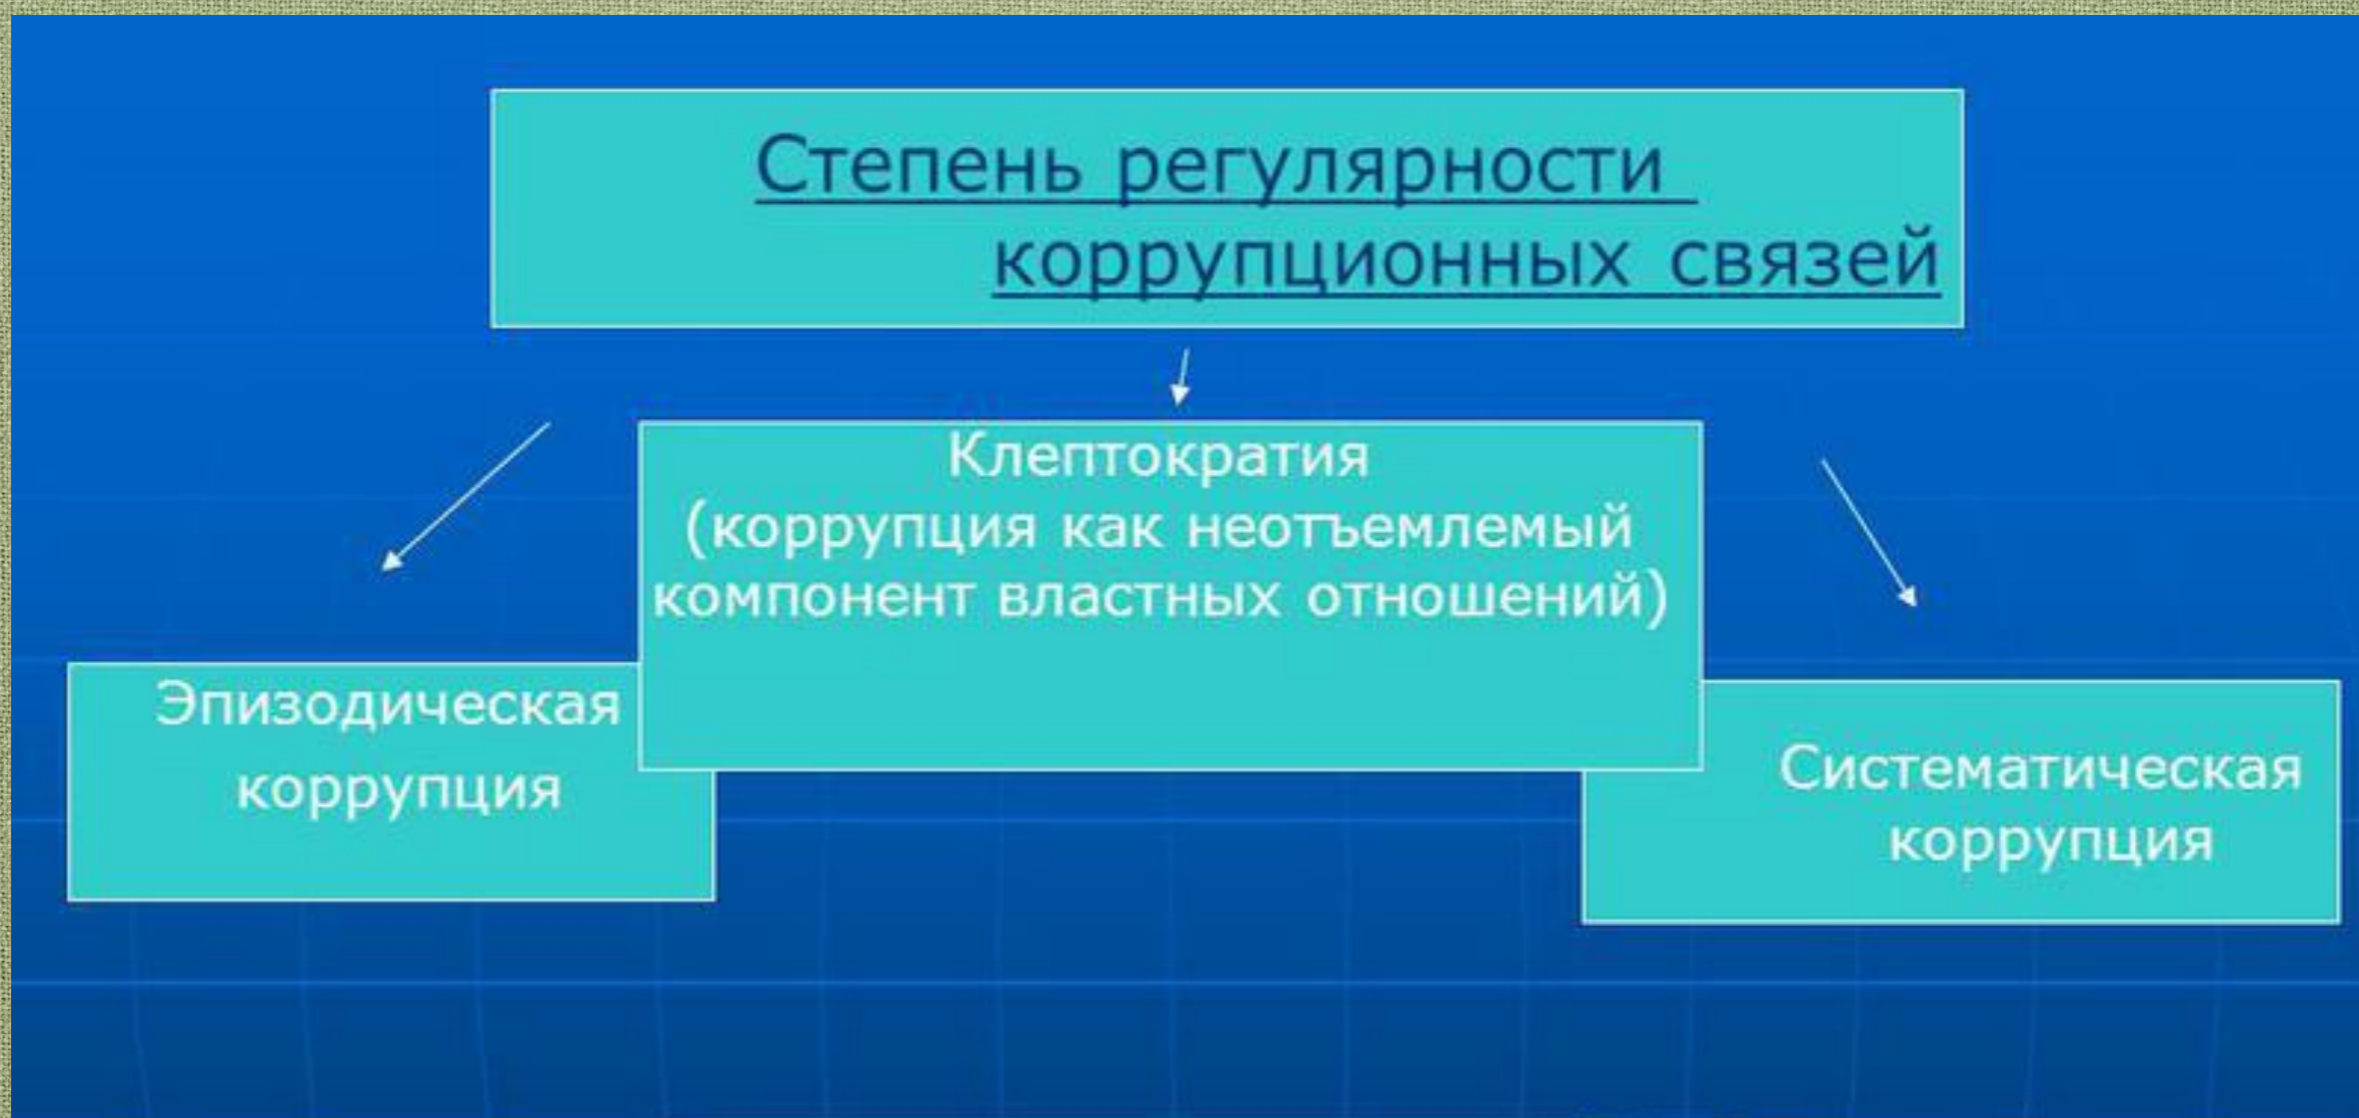 Степень регулярности
коррупционных связей
Клептократия
(коррупция как неотъемлемый
компонент властных отношений)
Эпизодическая
коррупция
Систематическая
коррупция